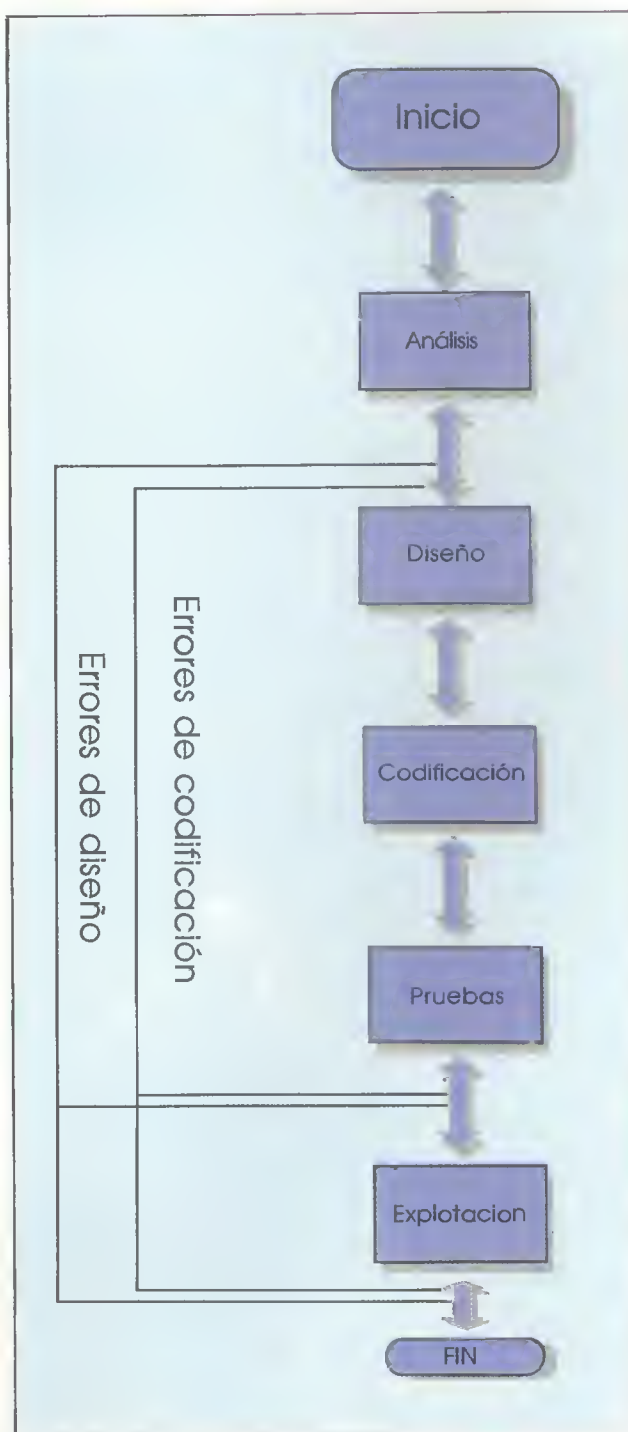 Inicio
Análisis
Diseño
Errores de codificación
Errores de diseño
Codificación
Pruebas
Explotacion
FIN